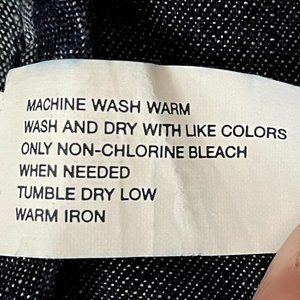 MACHINE WASH WARM
WASH AND DRY WITH LIKE COLORS
ONLY NON-CHLORINE BLEACH
WHEN NEEDED
TUMBLE DRY LOW
WARM IRON